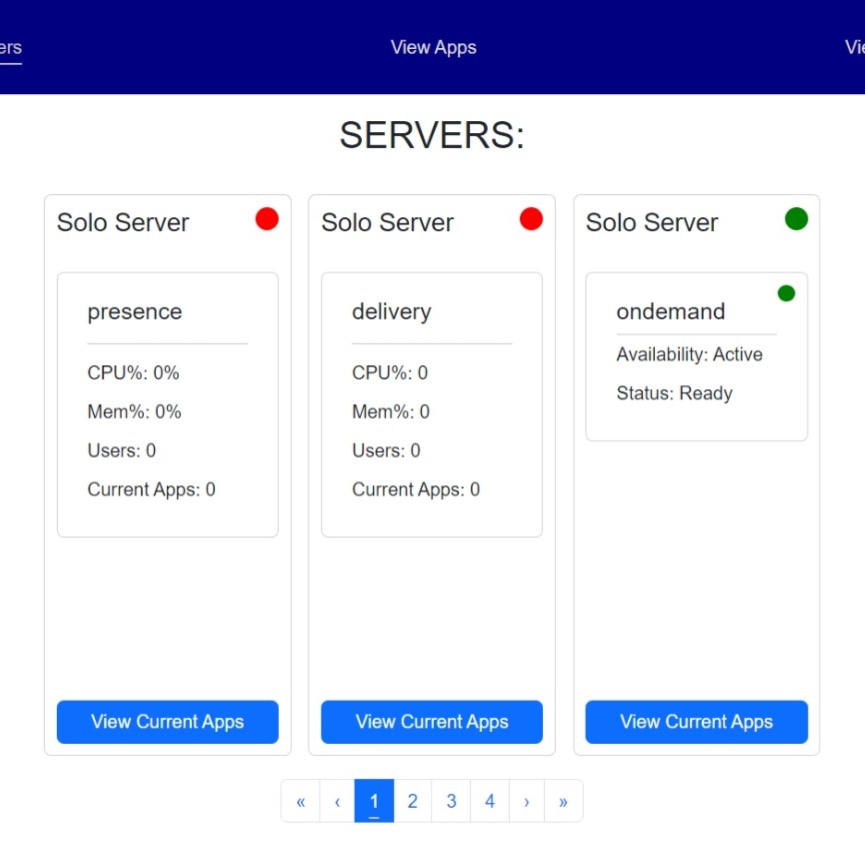 ers
View Apps
Vie
SERVERS:
Solo Server
presence
CPU%: 0%
Mem%: 0%
Users: 0
Current Apps: 0
View Current Apps
Solo Server
delivery
CPU%: 0
Mem%: 0
Users: 0
Current Apps: 0
View Current Apps
Solo Server
ondemand
Availability: Active
Status: Ready
View Current Apps
« ‹ 1 2 3 4 › »